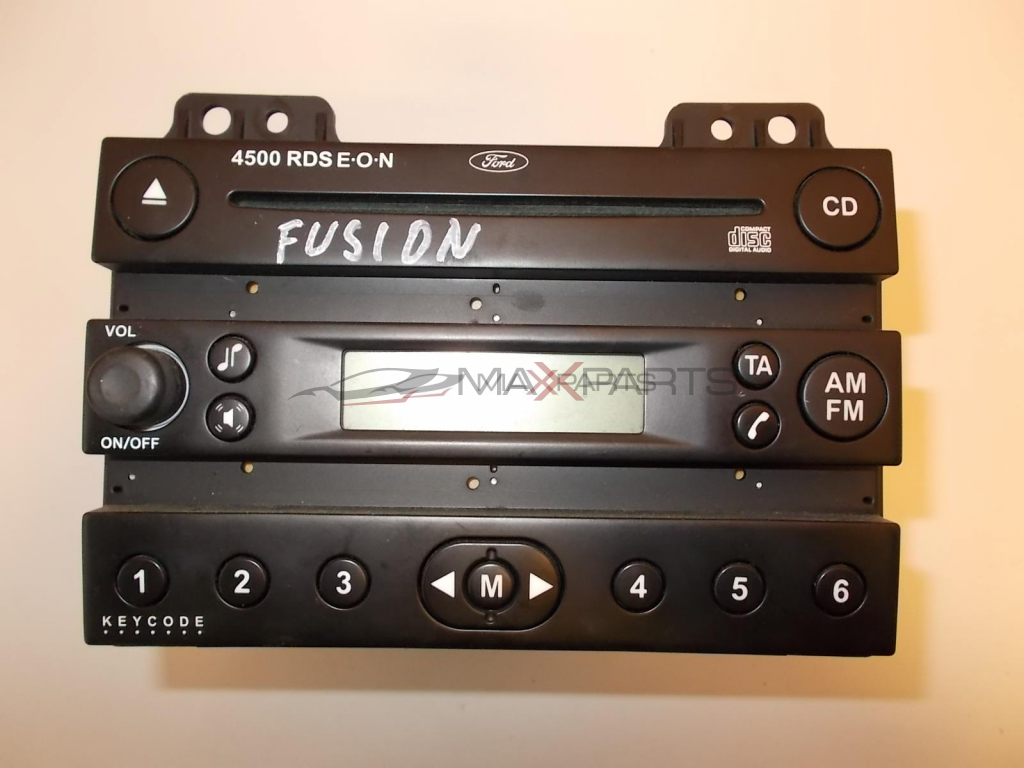 4500 RDS E·O·N
Ford
CD
FUSION
COMPACT
disc
DIGITAL AUDIO
VOL
TA
AM
FM
MAXPARTS
ON/OFF
1 2 3 M 4 5 6
KEYCODE